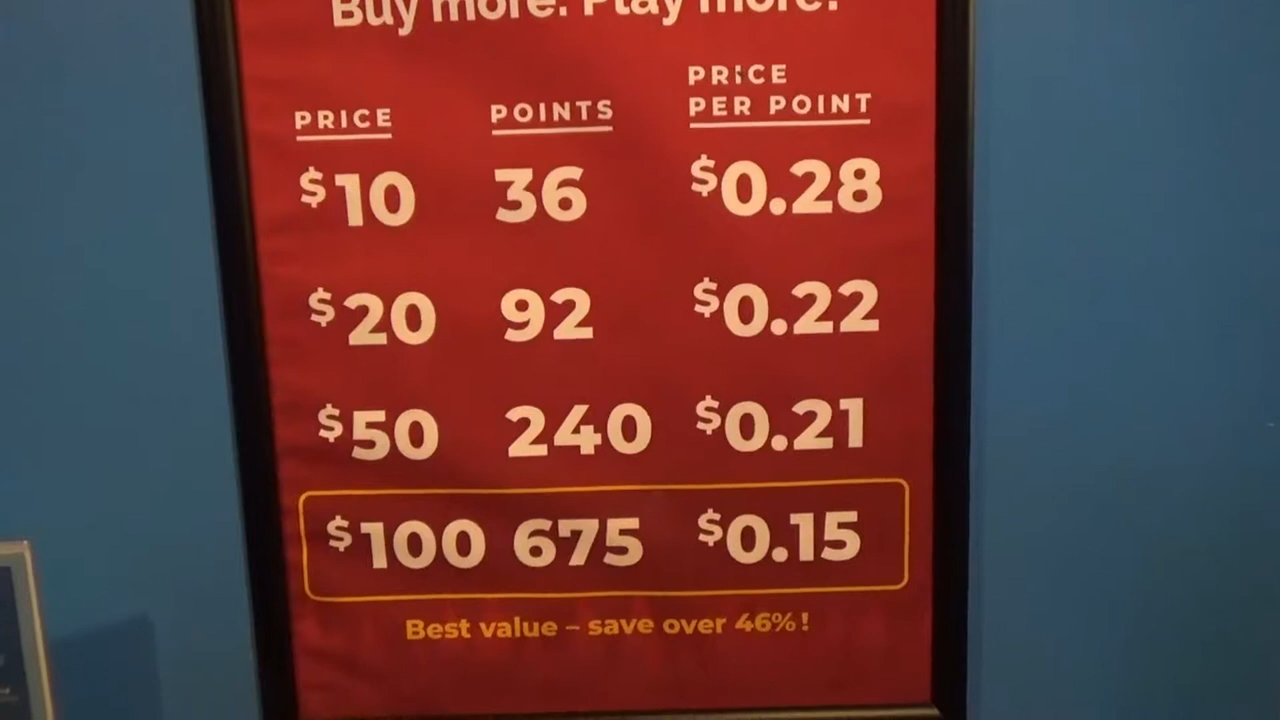 Buy more. Play more.
PRICE POINTS PRICE PER POINT
$10 36 $0.28
$20 92 $0.22
$50 240 $0.21
$100 675 $0.15
Best value – save over 46%!